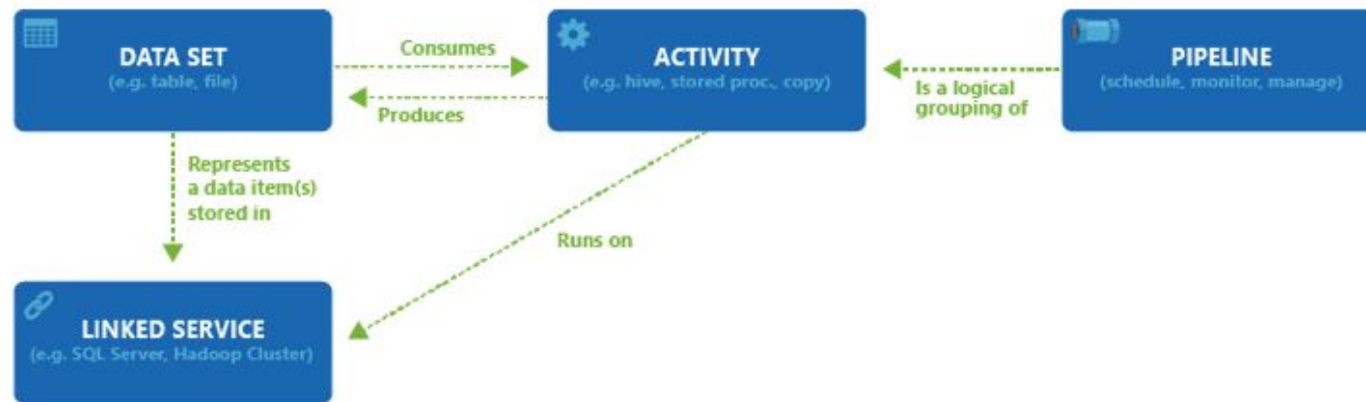 DATA SET
(e.g. table, file)
Consumes
Produces
ACTIVITY
(e.g. hive, stored proc., copy)
Is a logical
grouping of
PIPELINE
(schedule, monitor, manage)
Represents
a data item(s)
stored in
Runs on
LINKED SERVICE
(e.g. SQL Server, Hadoop Cluster)